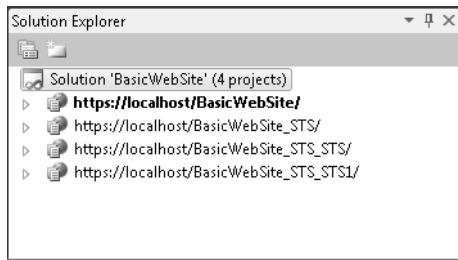 Solution Explorer
Solution 'BasicWebSite' (4 projects)
https://localhost/BasicWebSite/
https://localhost/BasicWebSite_STS/
https://localhost/BasicWebSite_STS_STS/
https://localhost/BasicWebSite_STS_STS1/